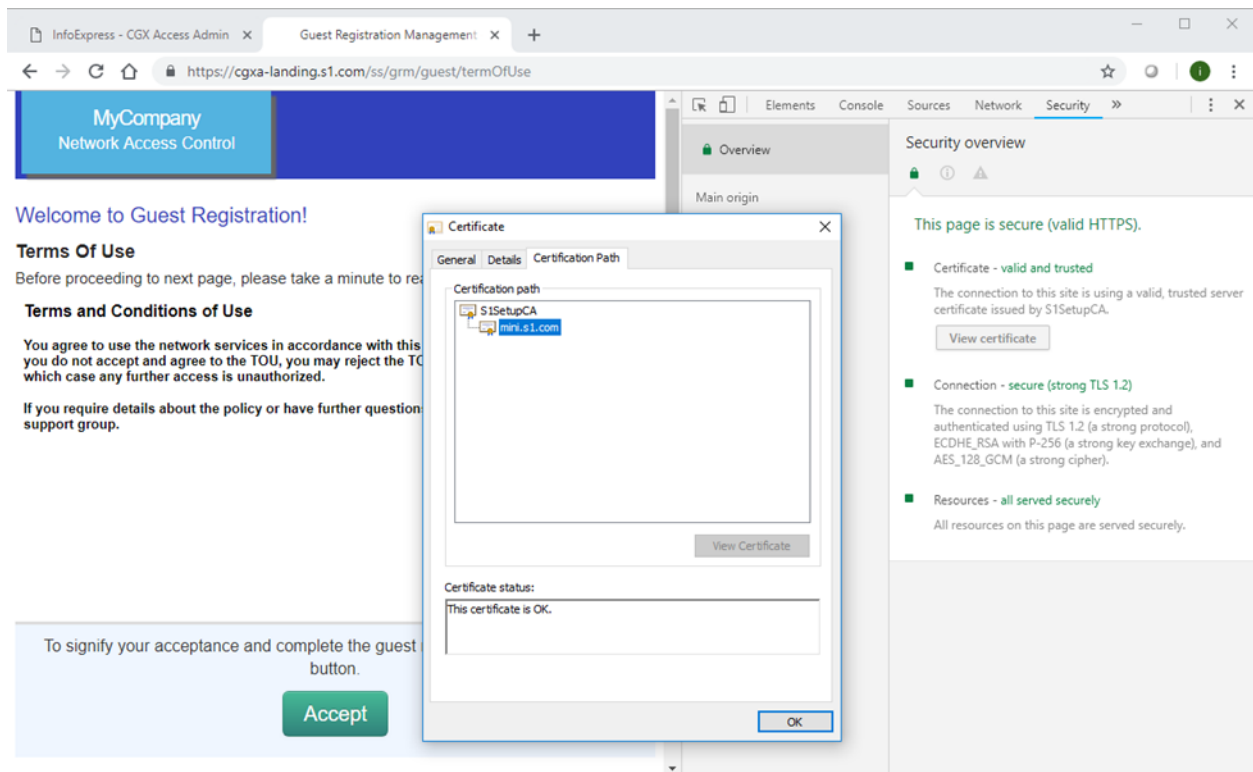 InfoExpress - CGX Access Admin
Guest Registration Management
https://cgxa-landing.s1.com/ss/grm/guest/termOfUse
i
MyCompany
Network Access Control
Welcome to Guest Registration!
Terms Of Use
Before proceeding to next page, please take a minute to rea
Terms and Conditions of Use
You agree to use the network services in accordance with this
you do not accept and agree to the TOU, you may reject the TO
which case any further access is unauthorized.
If you require details about the policy or have further question
support group.
To signify your acceptance and complete the guest
button.
Accept
Certificate
General
Details
Certification Path
Certification path
S1SetupCA
mini.s1.com
View Certificate
Certificate status:
This certificate is OK.
OK
Elements
Console
Sources
Network
Security
Overview
Main origin
Security overview
This page is secure (valid HTTPS).
Certificate - valid and trusted
The connection to this site is using a valid, trusted server
certificate issued by S1SetupCA.
View certificate
Connection - secure (strong TLS 1.2)
The connection to this site is encrypted and
authenticated using TLS 1.2 (a strong protocol),
ECDHE_RSA with P-256 (a strong key exchange), and
AES_128_GCM (a strong cipher).
Resources - all served securely
All resources on this page are served securely.